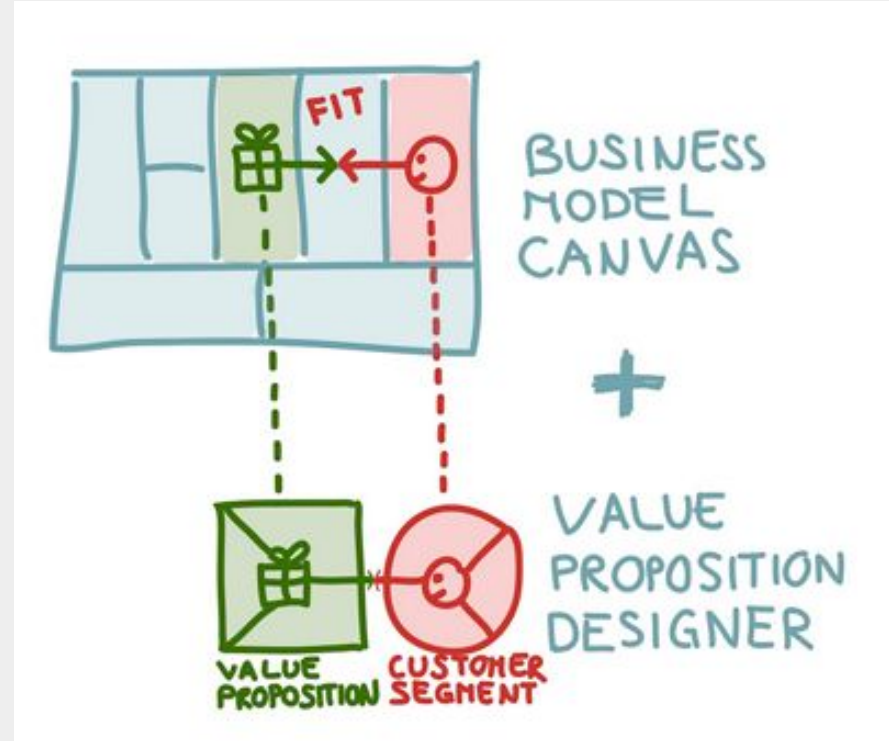 FIT
BUSINESS
MODEL
CANVAS
+
VALUE
PROPOSITION
DESIGNER
VALUE
PROPOSITION
CUSTOMER
SEGMENT